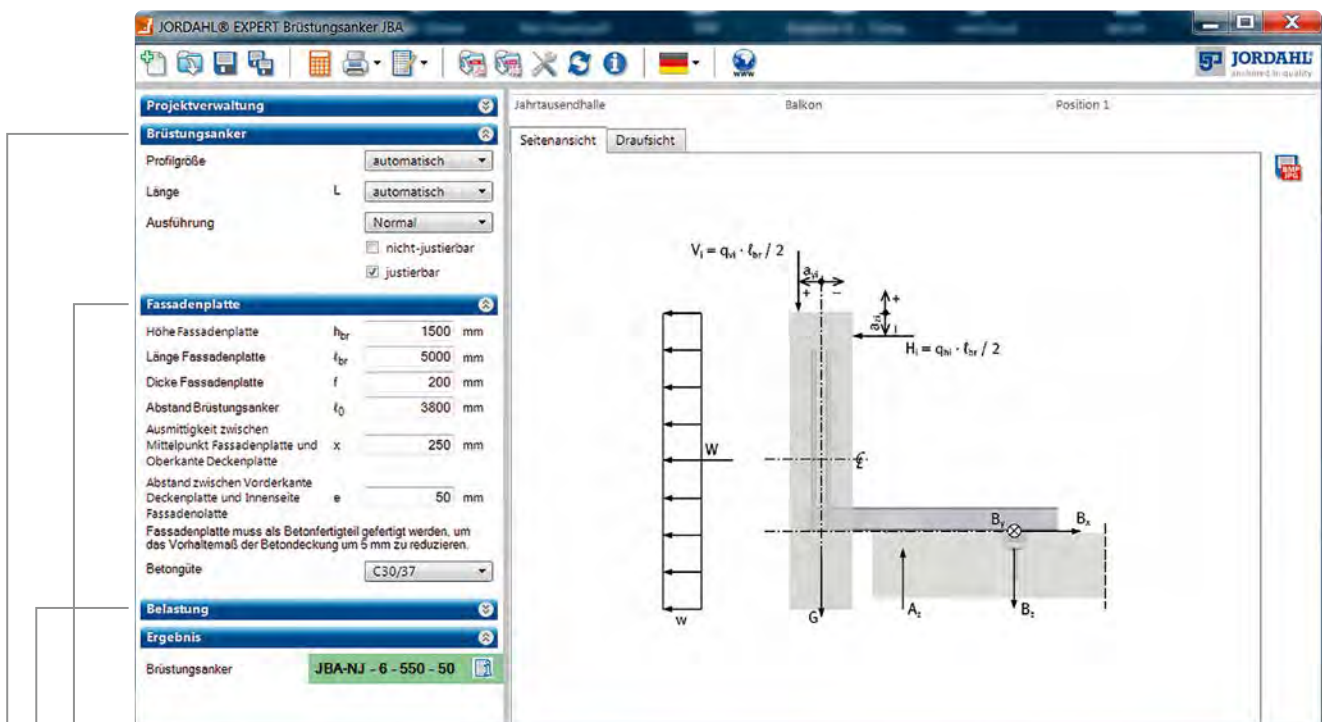 JORDAHL® EXPERT Brüstungsanker JBA
www
JORDAHL®
anchored in quality
Projektverwaltung
Brüstungsanker
Profilgröße automatisch
Länge L automatisch
Ausführung Normal
nicht-justierbar
justierbar
Fassadenplatte
Höhe Fassadenplatte hbr 1500 mm
Länge Fassadenplatte ℓbr 5000 mm
Dicke Fassadenplatte f 200 mm
Abstand Brüstungsanker ℓ0 3800 mm
Ausmittigkeit zwischen
Mittelpunkt Fassadenplatte und x 250 mm
Oberkante Deckenplatte
Abstand zwischen Vorderkante
Deckenplatte und Innenseite e 50 mm
Fassadenplatte
Fassadenplatte muss als Betonfertigteil gefertigt werden, um
das Vorhaltemaß der Betondeckung um 5 mm zu reduzieren.
Betongüte C30/37
Belastung
Ergebnis
Brüstungsanker JBA-NJ - 6 - 550 - 50
Jahrtausendhalle Balkon Position 1
Seitenansicht Draufsicht
BMP
JPG
Vi = qvi · ℓbr / 2
ayi
+ −
+
azi
Hi = qhi · ℓbr / 2
W
By Bx
w
G
Az
Bz